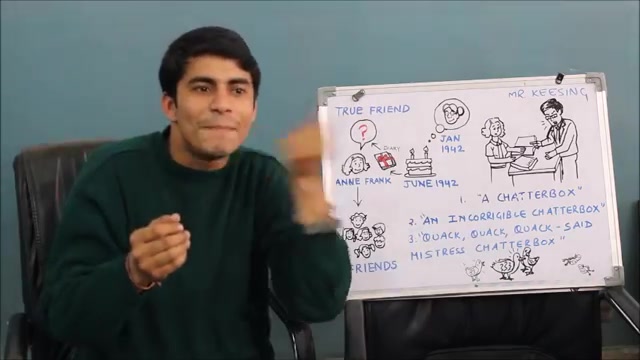 TRUE FRIEND
MR KEESING
?
DIARY
JAN
1942
ANNE FRANK
JUNE 1942
1. "A CHATTERBOX"
2. "AN INCORRIGIBLE CHATTERBOX"
3. "QUACK, QUACK, QUACK - SAID
MISTRESS CHATTERBOX"
FRIENDS